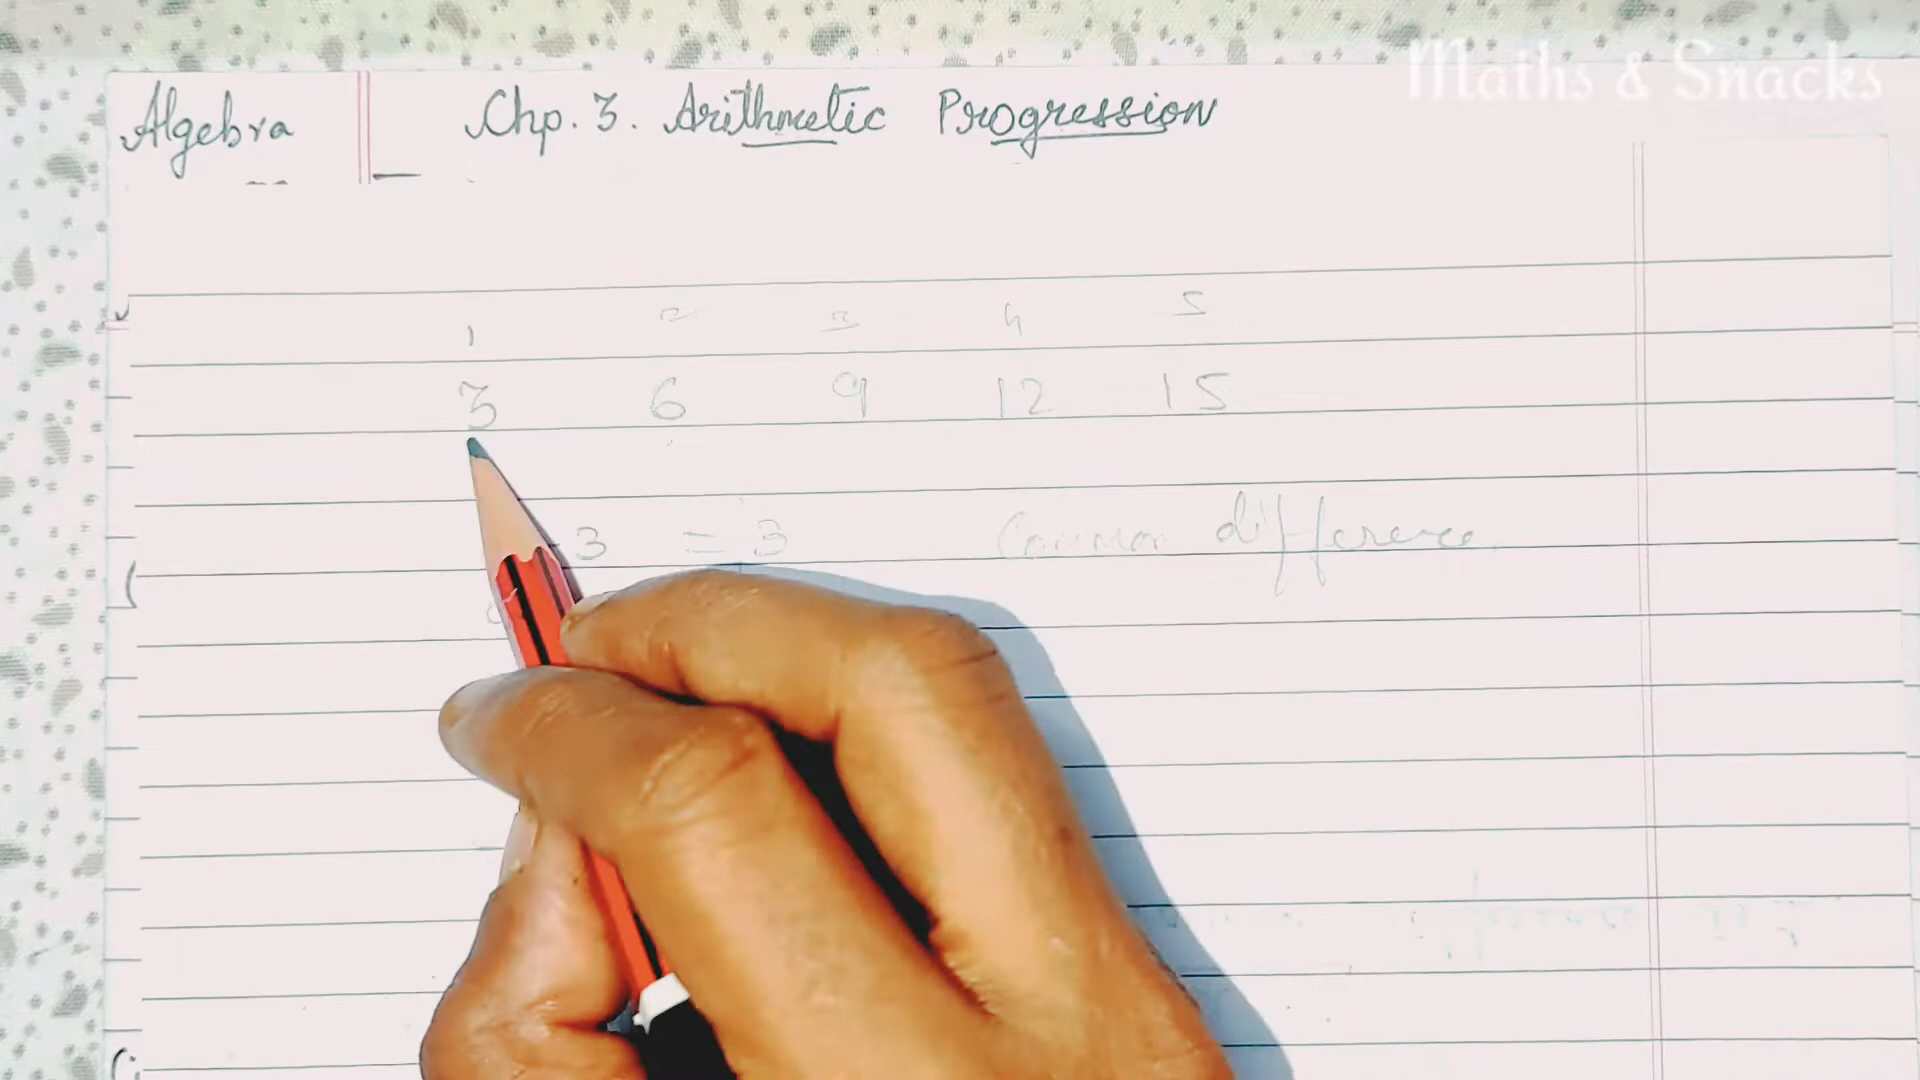 Maths & Snacks
Algebra Chp. 3. Arithmetic Progression
1 2 3 4 5
3 6 9 12 15
3 = 3 Common difference